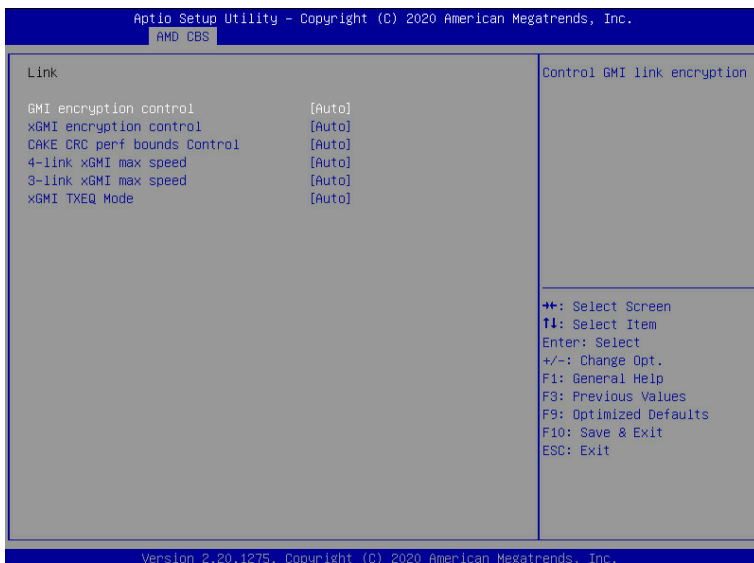 Aptio Setup Utility – Copyright (C) 2020 American Megatrends, Inc.
AMD CBS
Link
GMI encryption control [Auto]
xGMI encryption control [Auto]
CAKE CRC perf bounds Control [Auto]
4-link xGMI max speed [Auto]
3-link xGMI max speed [Auto]
xGMI TXEQ Mode [Auto]
Control GMI link encryption
→←: Select Screen
↑↓: Select Item
Enter: Select
+/-: Change Opt.
F1: General Help
F3: Previous Values
F9: Optimized Defaults
F10: Save & Exit
ESC: Exit
Version 2.20.1275. Copyright (C) 2020 American Megatrends, Inc.